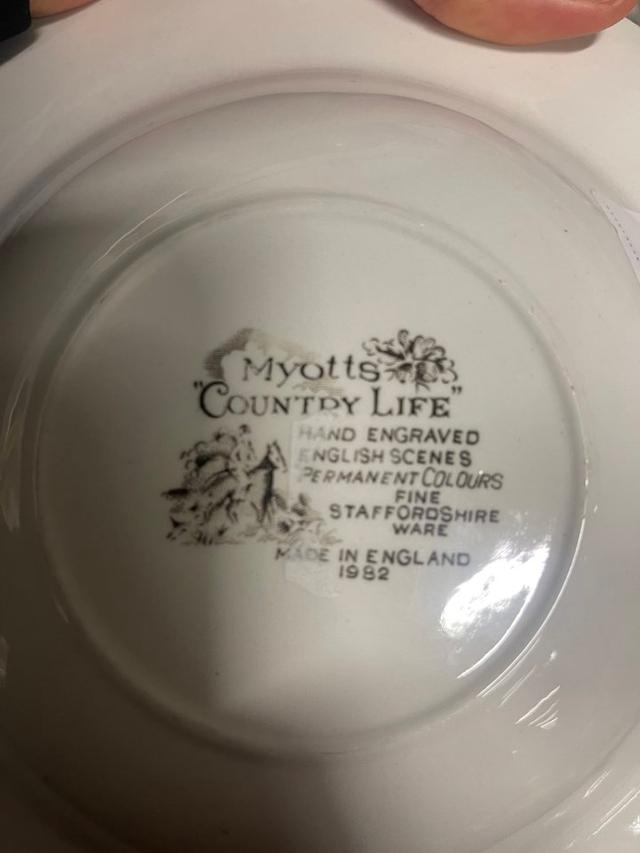 Myotts
"COUNTRY LIFE"
HAND ENGRAVED
ENGLISH SCENES
PERMANENT COLOURS
FINE
STAFFORDSHIRE
WARE
MADE IN ENGLAND
1982